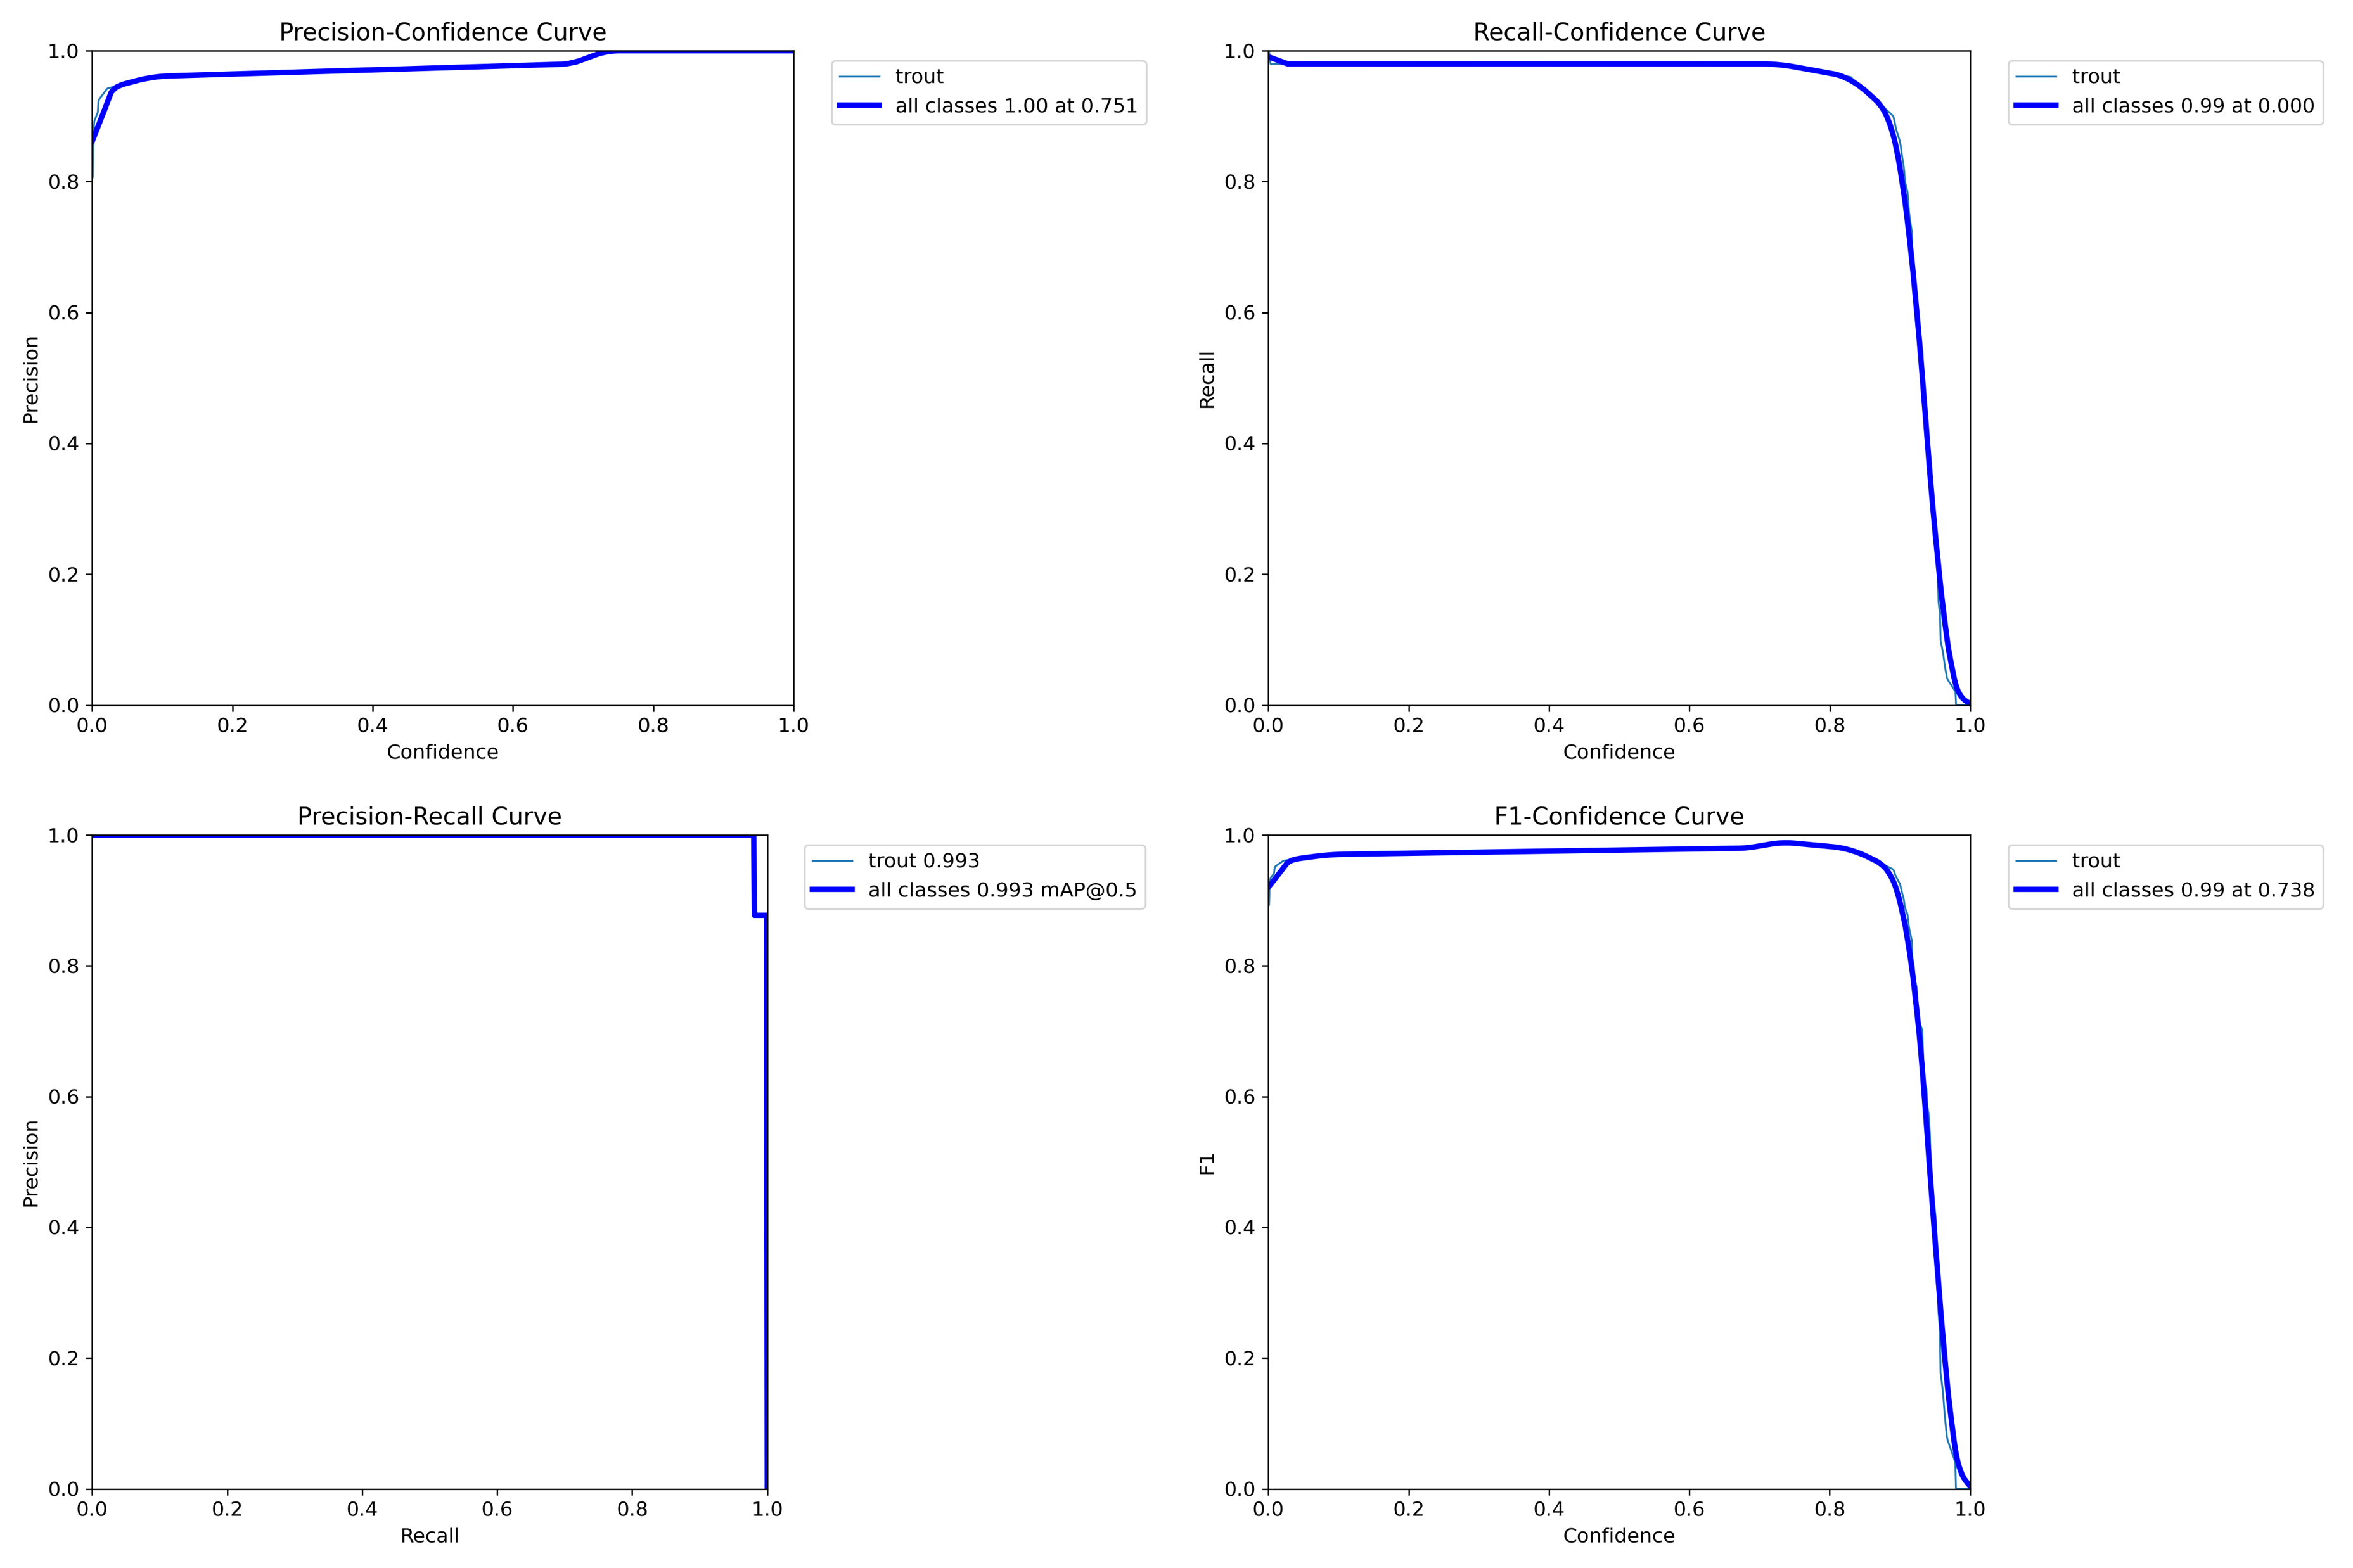 Precision-Confidence Curve
1.0
0.8
0.6
0.4
0.2
0.0
Precision
0.0 0.2 0.4 0.6 0.8 1.0
Confidence
trout
all classes 1.00 at 0.751
Recall-Confidence Curve
1.0
0.8
0.6
0.4
0.2
0.0
Recall
0.0 0.2 0.4 0.6 0.8 1.0
Confidence
trout
all classes 0.99 at 0.000
Precision-Recall Curve
1.0
0.8
0.6
0.4
0.2
0.0
Precision
0.0 0.2 0.4 0.6 0.8 1.0
Recall
trout 0.993
all classes 0.993 mAP@0.5
F1-Confidence Curve
1.0
0.8
0.6
0.4
0.2
0.0
F1
0.0 0.2 0.4 0.6 0.8 1.0
Confidence
trout
all classes 0.99 at 0.738